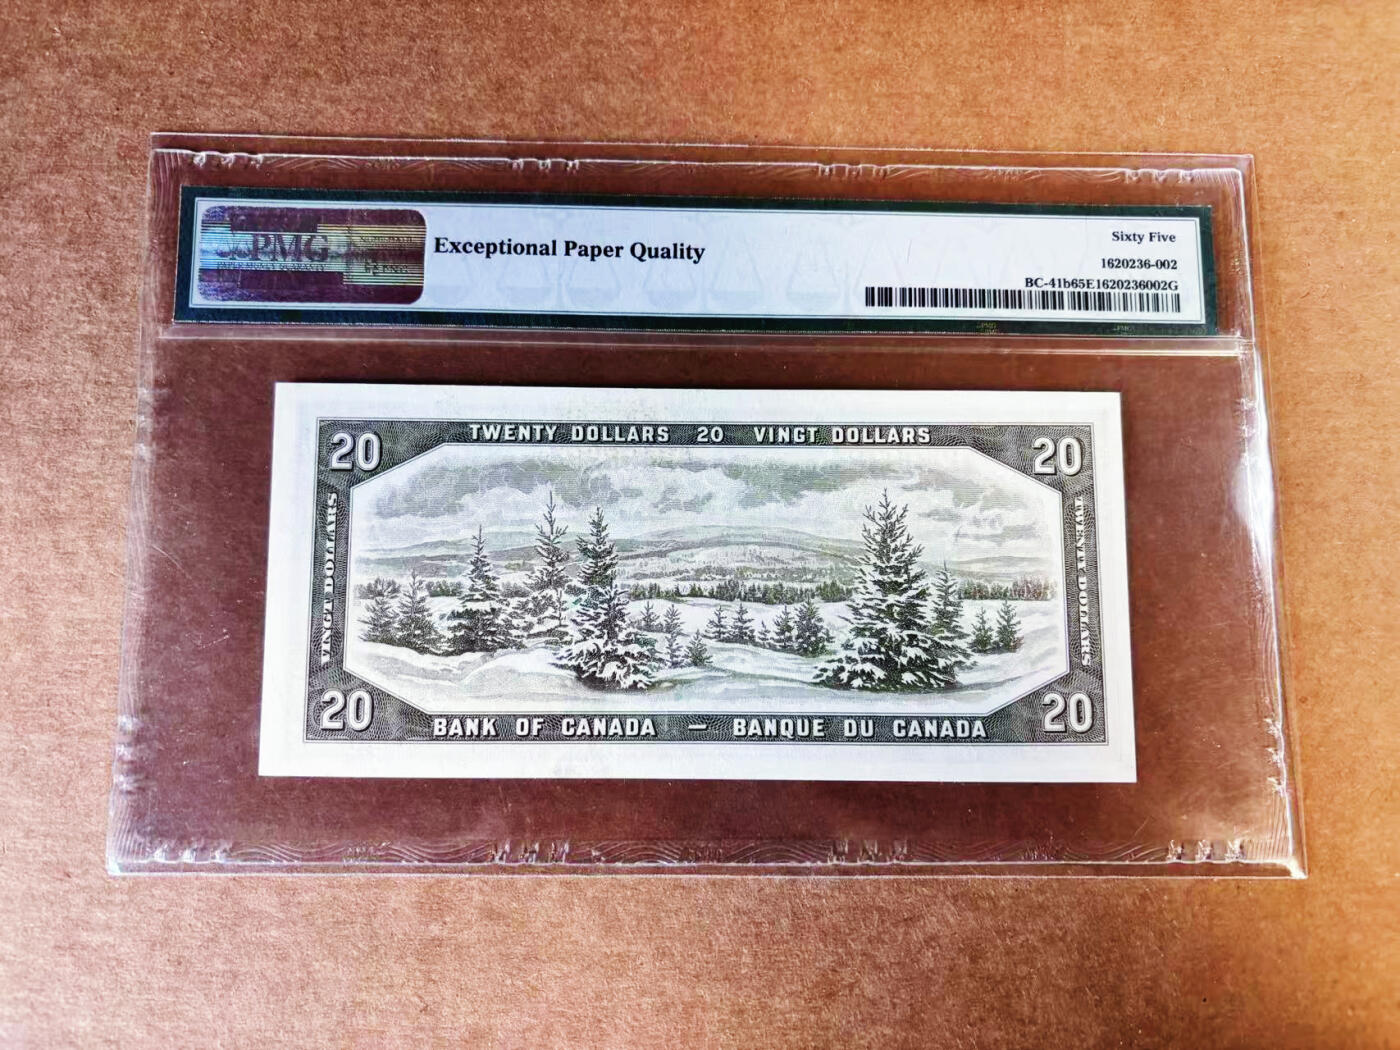 PMG
Exceptional Paper Quality
Sixty Five
1620236-002
BC-41b65E1620236002G
TWENTY DOLLARS 20 VINGT DOLLARS
20
20
VINGT DOLLARS
TWENTY DOLLARS
20
20
BANK OF CANADA — BANQUE DU CANADA